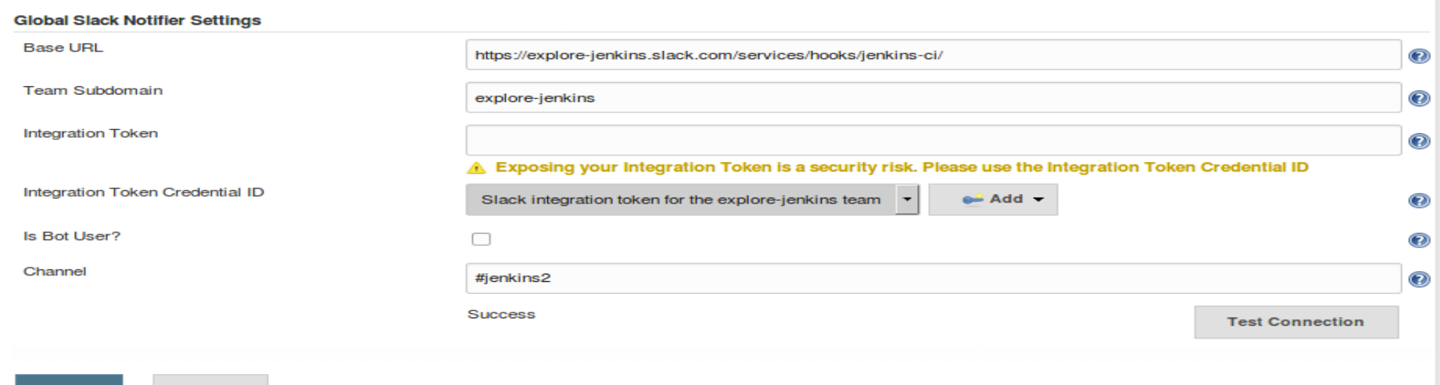 Global Slack Notifier Settings
Base URL
https://explore-jenkins.slack.com/services/hooks/jenkins-ci/
Team Subdomain
explore-jenkins
Integration Token
Exposing your Integration Token is a security risk. Please use the Integration Token Credential ID
Integration Token Credential ID
Slack integration token for the explore-jenkins team
Add
Is Bot User?
Channel
#jenkins2
Success
Test Connection